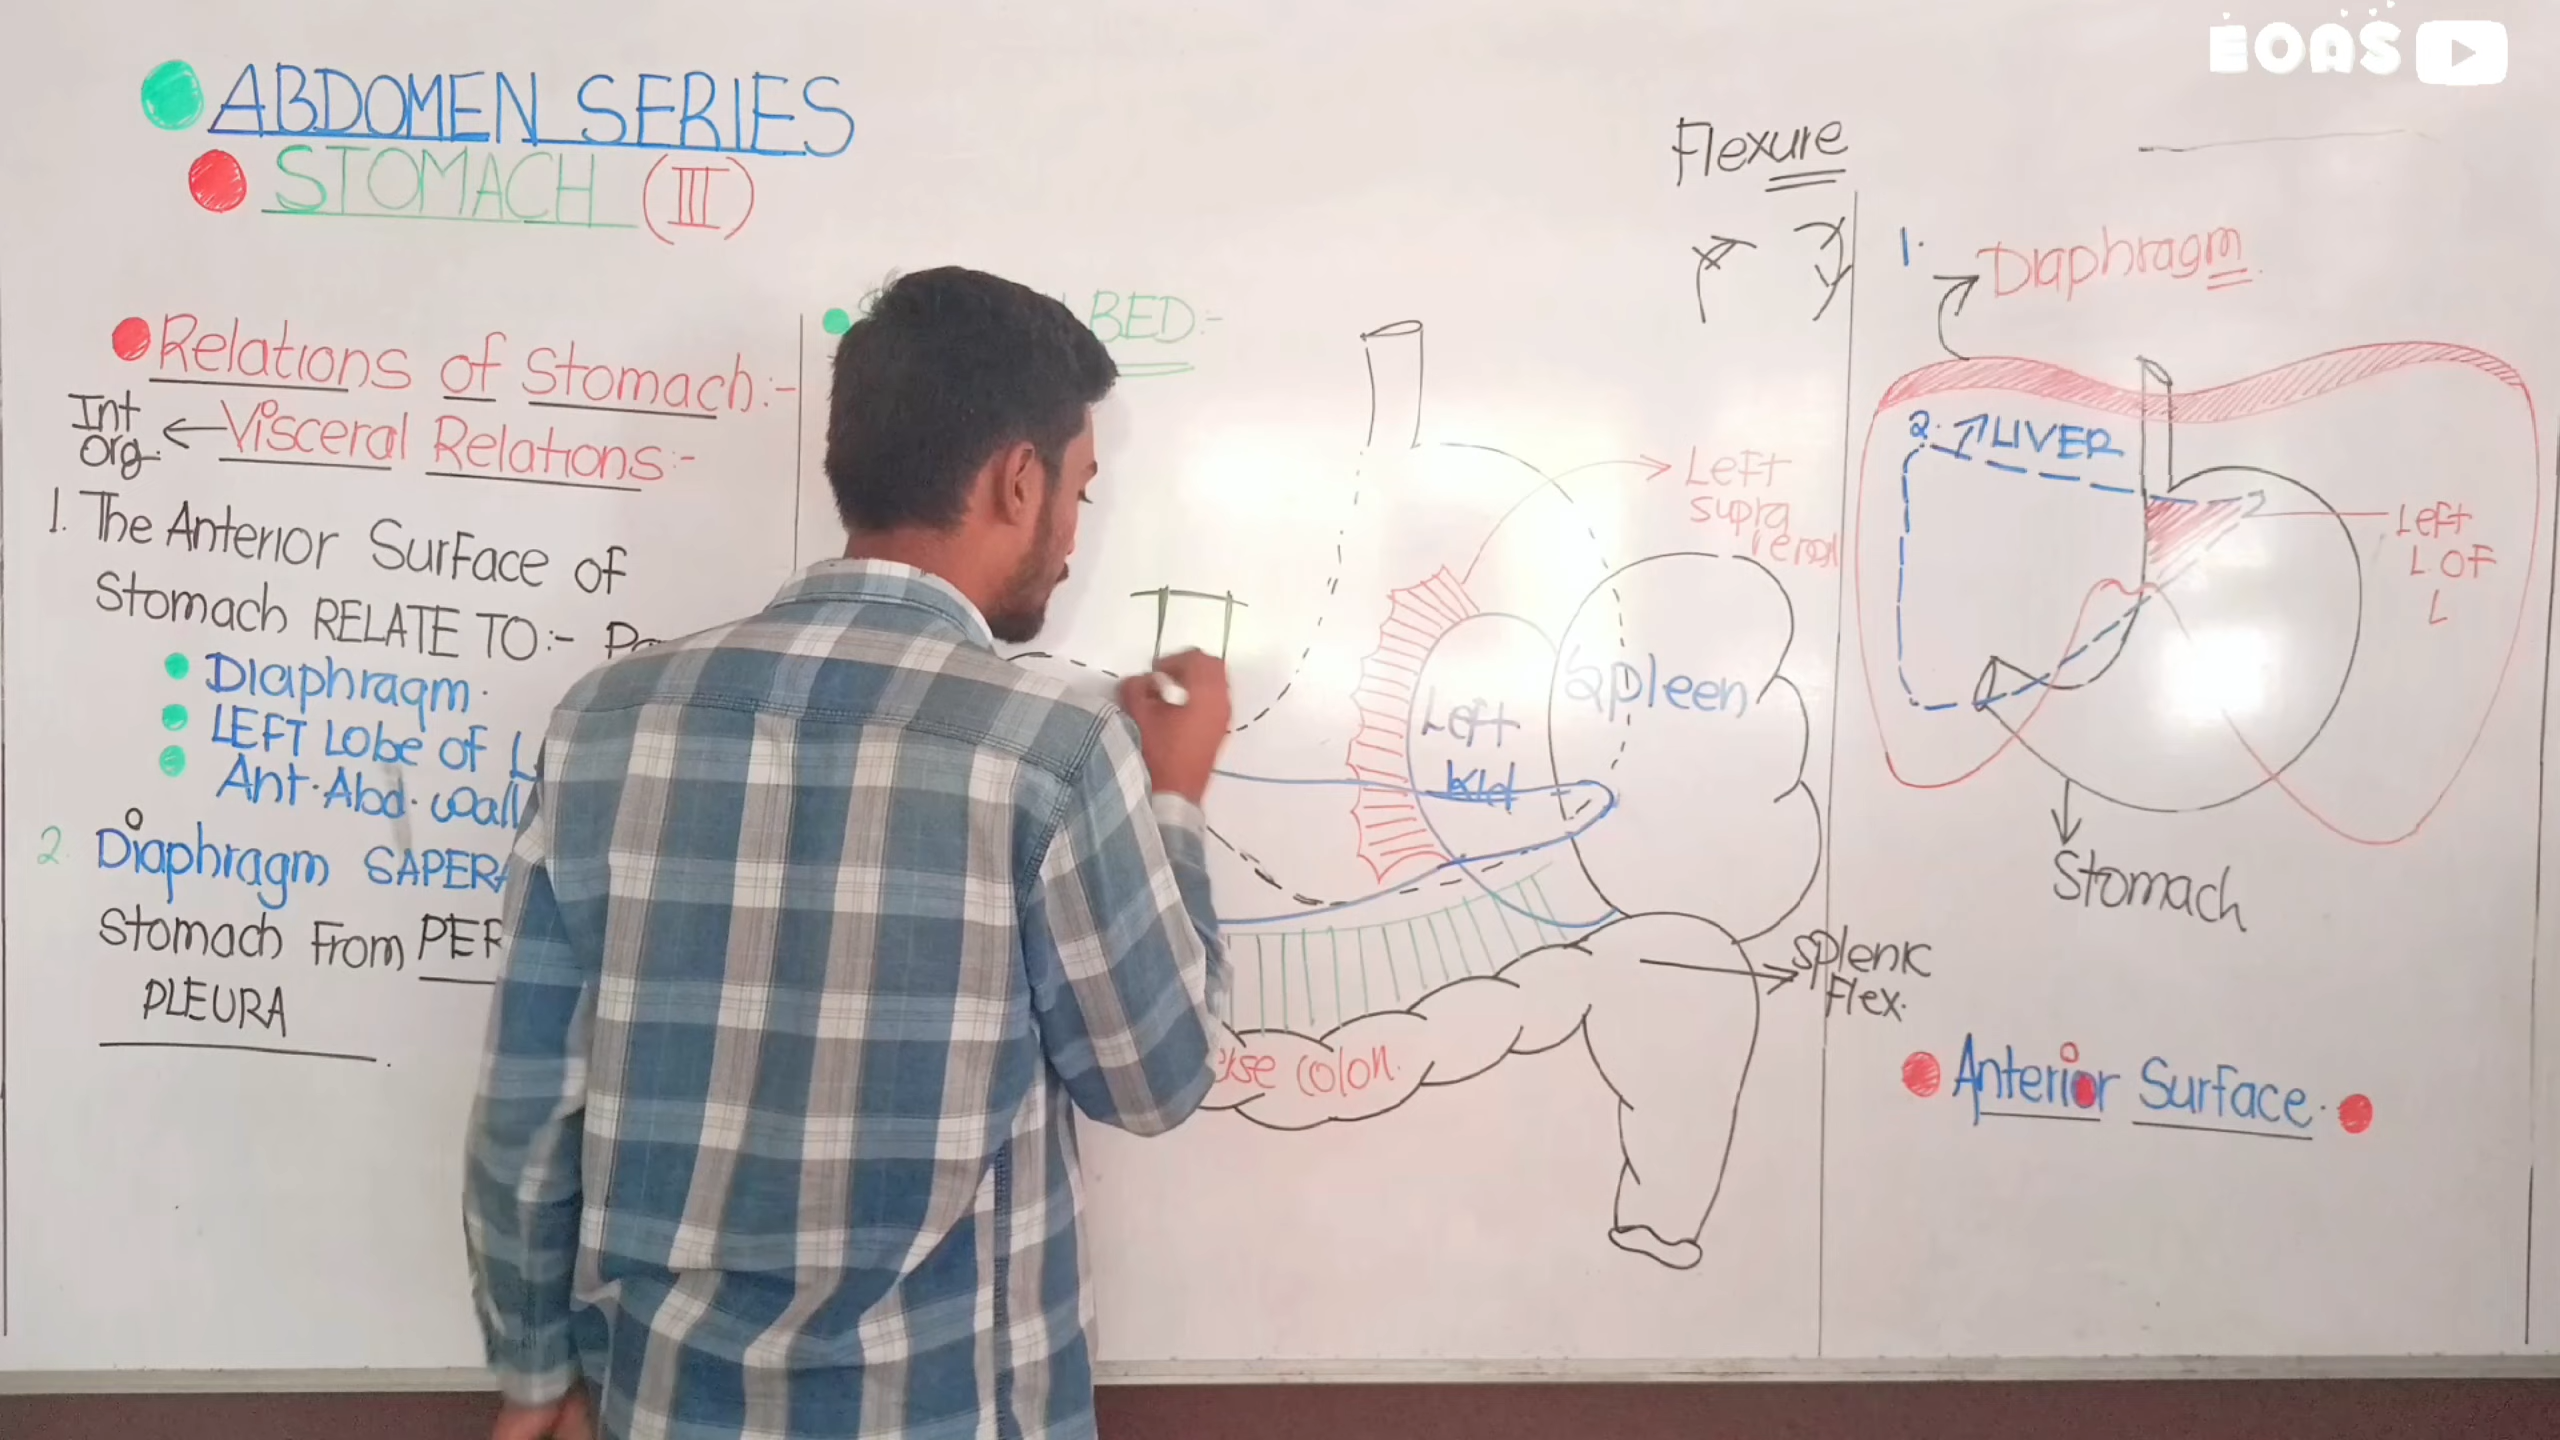 EOAS
ABDOMEN SERIES
STOMACH (III)
Relations of Stomach:-
Int
org.
←Visceral Relations:-
1. The Anterior Surface of
Stomach RELATE TO:-
Diaphragm.
LEFT Lobe of
Ant. Abd. wall
2. Diaphragm SAPERA
Stomach From PER
PLEURA
BED:-
Flexure
Left
supra
renal
Spleen
Left
Kid
rse colon.
Splenic
Flex.
1. Diaphragm
2. LIVER
Left
L OF
L
Stomach
Anterior Surface.